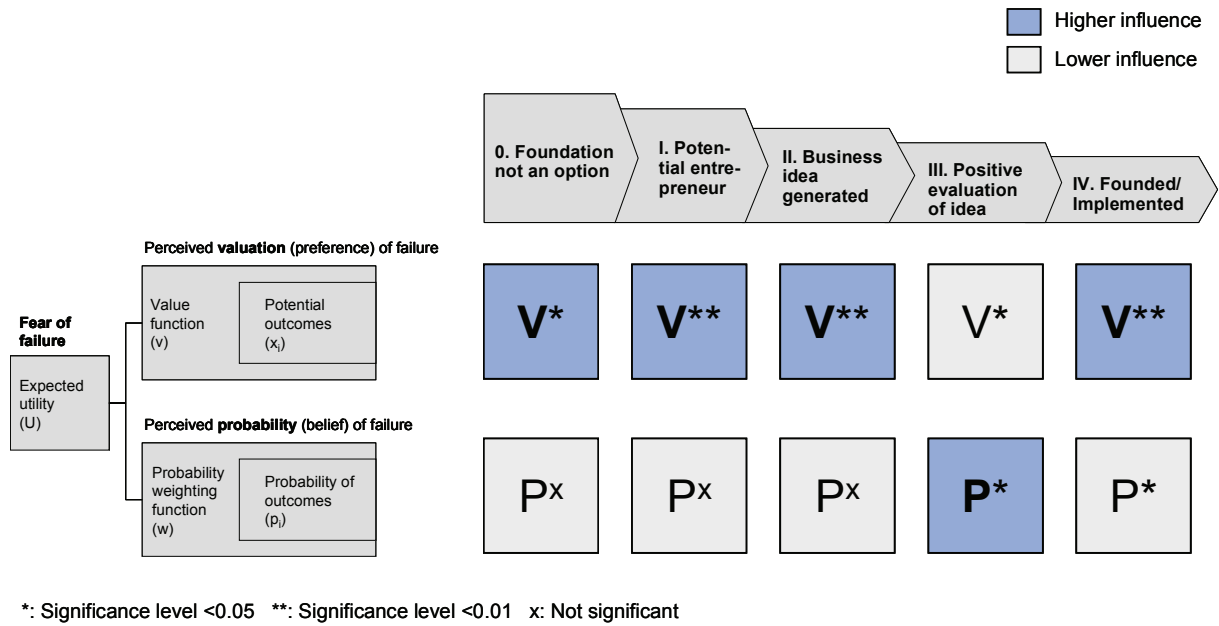 Higher influence
Lower influence
0. Foundation
not an option
I. Poten-
tial entre-
preneur
II. Business
idea
generated
III. Positive
evaluation
of idea
IV. Founded/
Implemented
Perceived valuation (preference) of failure
Value
function
(v)
Potential
outcomes
(xi)
V*
V**
V**
V*
V**
Fear of
failure
Expected
utility
(U)
Perceived probability (belief) of failure
Probability
weighting
function
(w)
Probability of
outcomes
(pi)
Px
Px
Px
P*
P*
*: Significance level <0.05 **: Significance level <0.01 x: Not significant